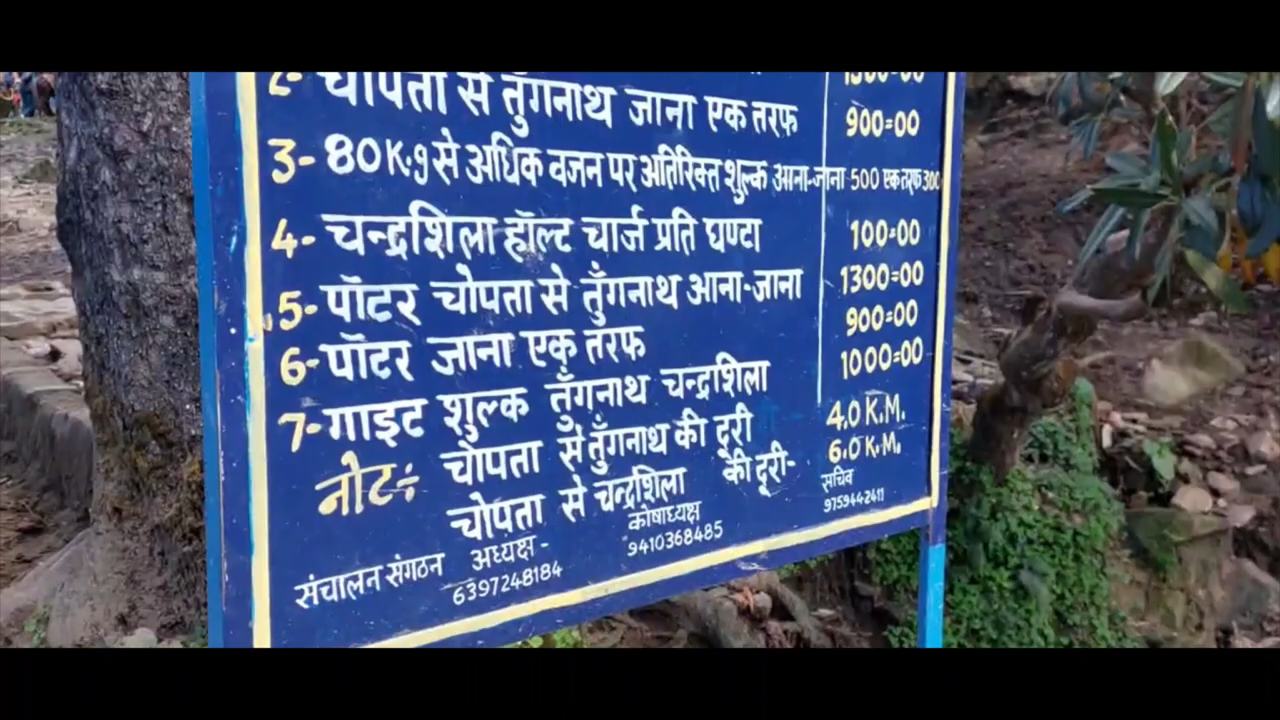 2- चोपता से तुँगनाथ जाना एक तरफ 900=00
3- 80 K.g से अधिक वजन पर अतिरिक्त शुल्क आना-जाना 500 एक तरफ 300
4- चन्द्रशिला हॉल्ट चार्ज प्रति घण्टा 100=00
5- पॉटर चोपता से तुँगनाथ आना-जाना 1300=00
6- पॉटर जाना एक तरफ 900=00
7- गाइट शुल्क तुँगनाथ चन्द्रशिला 1000=00
नोट÷ चोपता से तुँगनाथ की दूरी 4.0 K.M.
चोपता से चन्द्रशिला की दूरी- 6.0 K.M.
संचालन संगठन अध्यक्ष - कोषाध्यक्ष सचिव
6397248184 9410368485 9759442411